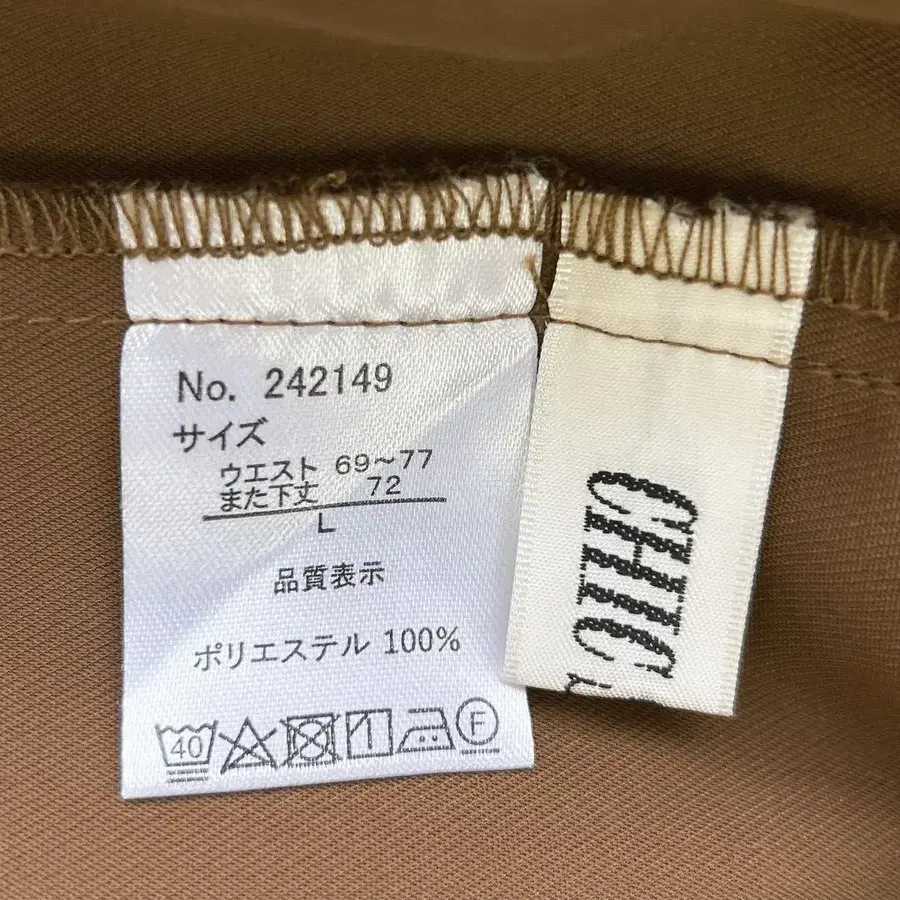 No. 242149
サイズ
ウエスト 69～77
また下丈 72
L
品質表示
ポリエステル 100%
40
F
CHIC